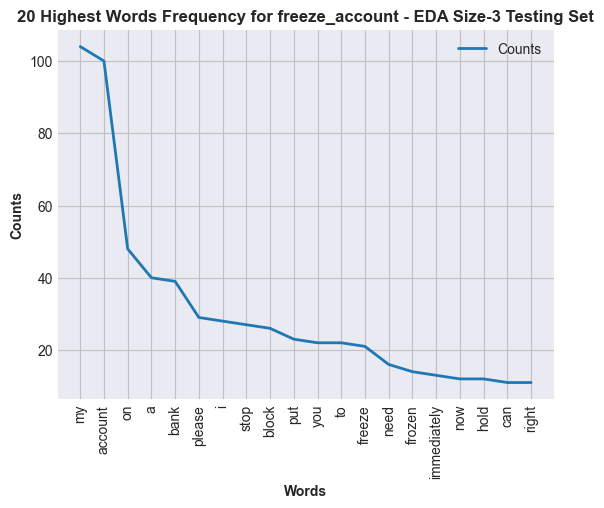 20 Highest Words Frequency for freeze_account - EDA Size-3 Testing Set
Counts
100
80
60
40
20
Counts
my
account
on
a
bank
please
i
stop
block
put
you
to
freeze
need
frozen
immediately
now
hold
can
right
Words